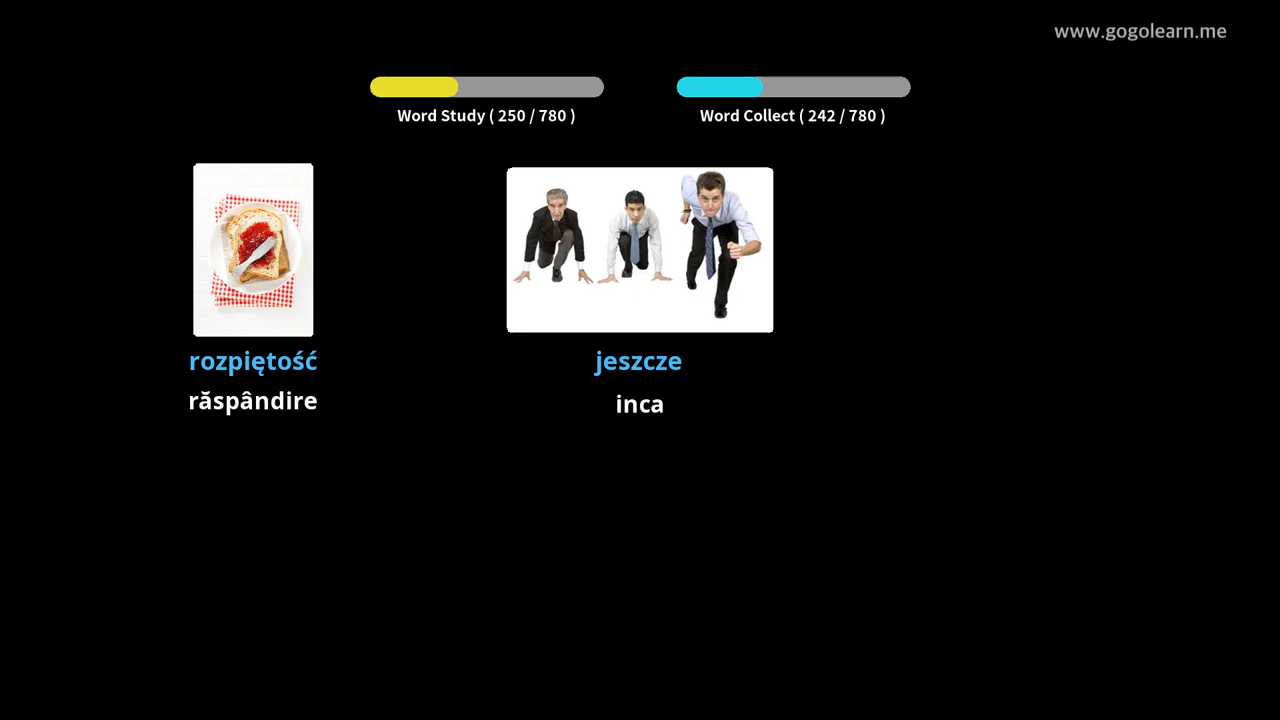 www.gogolearn.me
Word Study ( 250 / 780 )
Word Collect ( 242 / 780 )
rozpiętość
răspândire
jeszcze
inca